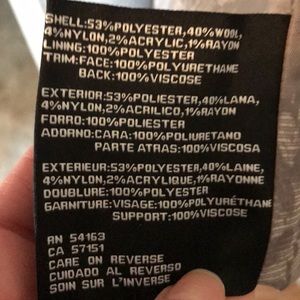 SHELL:53%POLYESTER,40%WOOL,
4%NYLON,2%ACRYLIC,1%RAYON
LINING:100%POLYESTER
TRIM:FACE:100%POLYURETHANE
BACK:100%VISCOSE
EXTERIOR:53%POLIESTER,40%LANA,
4%NYLON,2%ACRILICO,1%RAYON
FORRO:100%POLIESTER
ADORNO:CARA:100%POLIURETANO
PARTE ATRAS:100%VISCOSA
EXTERIEUR:53%POLYESTER,40%LAINE,
4%NYLON,2%ACRYLIQUE,1%RAYONNE
DOUBLURE:100%POLYESTER
GARNITURE:VISAGE:100%POLYURÉTHANE
SUPPORT:100%VISCOSE
RN 54163
CA 57151
CARE ON REVERSE
CUIDADO AL REVERSO
SOIN SUR L'INVERSE